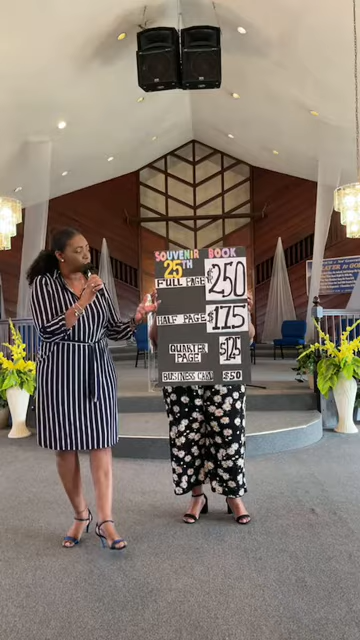 SOUVENIR BOOK
25TH
FULL PAGE $250
HALF PAGE $175
QUARTER PAGE $125
BUSINESS CARD $50